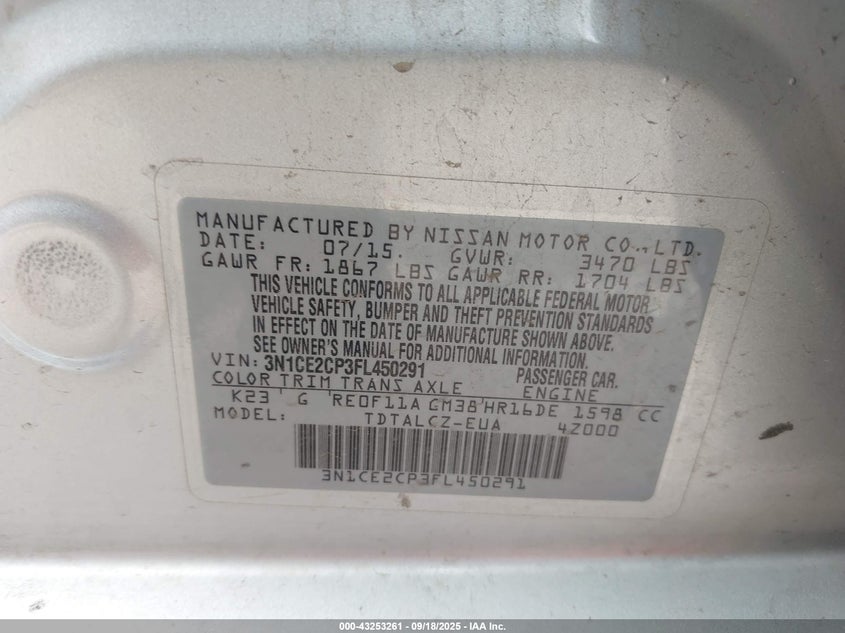 MANUFACTURED BY NISSAN MOTOR CO., LTD.
DATE: 07/15. GVWR: 3470 LBS
GAWR FR: 1867 LBS GAWR RR: 1704 LBS
THIS VEHICLE CONFORMS TO ALL APPLICABLE FEDERAL MOTOR
VEHICLE SAFETY, BUMPER AND THEFT PREVENTION STANDARDS
IN EFFECT ON THE DATE OF MANUFACTURE SHOWN ABOVE.
SEE OWNER'S MANUAL FOR ADDITIONAL INFORMATION.
VIN: 3N1CE2CP3FL450291 PASSENGER CAR.
COLOR TRIM TRANS AXLE ENGINE
K23 ' G 'RE0F11A GM38'HR16DE 1598 CC
MODEL: TDTALCZ-EUA 4Z000
3N1CE2CP3FL450291
000-43253261 - 09/18/2025 - IAA Inc.